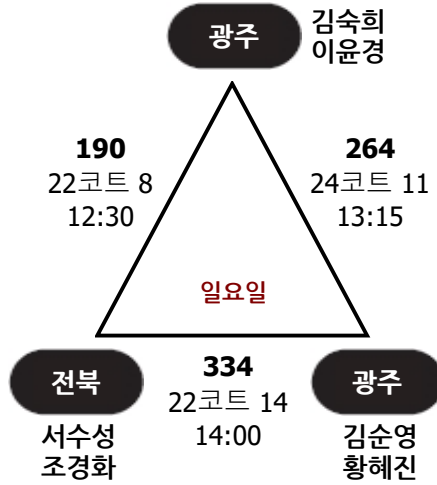 광주
김숙희
이윤경
190
22코트 8
12:30
264
24코트 11
13:15
일요일
전북
서수성
조경화
334
22코트 14
14:00
광주
김순영
황혜진